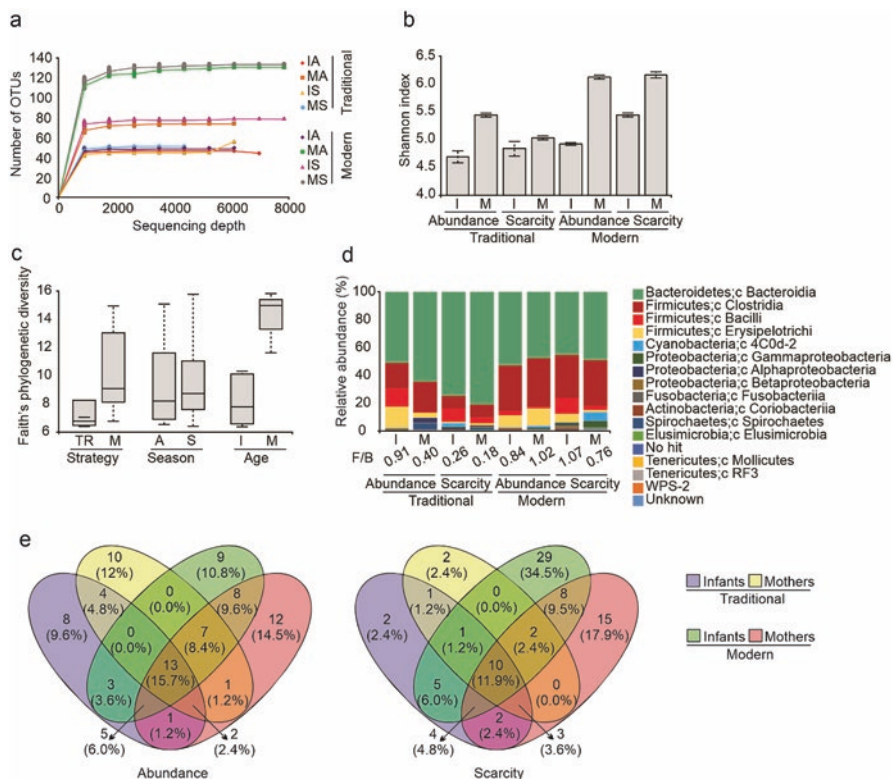 a
Number of OTUs
140
120
100
80
60
40
20
0
0 2000 4000 6000 8000
Sequencing depth
IA
MA
IS
MS
Traditional
IA
MA
IS
MS
Modern
b
Shannon index
6.5
6.0
5.5
5.0
4.5
4.0
I M I M I M I M
Abundance Scarcity Abundance Scarcity
Traditional Modern
c
Faith's phylogenetic diversity
16
14
12
10
8
6
TR M A S I M
Strategy Season Age
d
Relative abundance (%)
100
80
60
40
20
0
I M I M I M I M
F/B 0.91 0.40 0.26 0.18 0.84 1.02 1.07 0.76
Abundance Scarcity Abundance Scarcity
Traditional Modern
Bacteroidetes;c Bacteroidia
Firmicutes;c Clostridia
Firmicutes;c Bacilli
Firmicutes;c Erysipelotrichi
Cyanobacteria;c 4C0d-2
Proteobacteria;c Gammaproteobacteria
Proteobacteria;c Alphaproteobacteria
Proteobacteria;c Betaproteobacteria
Fusobacteria;c Fusobacteriia
Actinobacteria;c Coriobacteriia
Spirochaetes;c Spirochaetes
Elusimicrobia;c Elusimicrobia
No hit
Tenericutes;c Mollicutes
Tenericutes;c RF3
WPS-2
Unknown
e
10
(12%)
9
(10.8%)
4
(4.8%)
0
(0.0%)
8
(9.6%)
8
(9.6%)
12
(14.5%)
0
(0.0%)
7
(8.4%)
13
(15.7%)
3
(3.6%)
1
(1.2%)
1
(1.2%)
5
(6.0%)
2
(2.4%)
Abundance
2
(2.4%)
29
(34.5%)
1
(1.2%)
0
(0.0%)
8
(9.5%)
2
(2.4%)
15
(17.9%)
1
(1.2%)
2
(2.4%)
10
(11.9%)
5
(6.0%)
0
(0.0%)
2
(2.4%)
4
(4.8%)
3
(3.6%)
Scarcity
Infants Mothers
Traditional
Infants Mothers
Modern